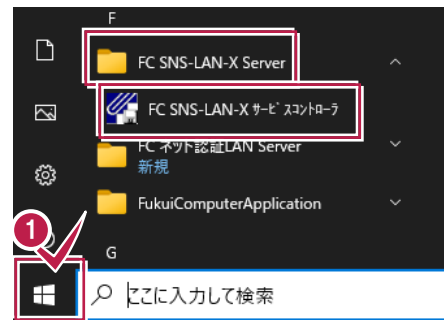 F
FC SNS-LAN-X Server
FC SNS-LAN-X ｻｰﾋﾞｽｺﾝﾄﾛｰﾗ
FC ネット認証LAN Server
新規
FukuiComputerApplication
1
G
ここに入力して検索